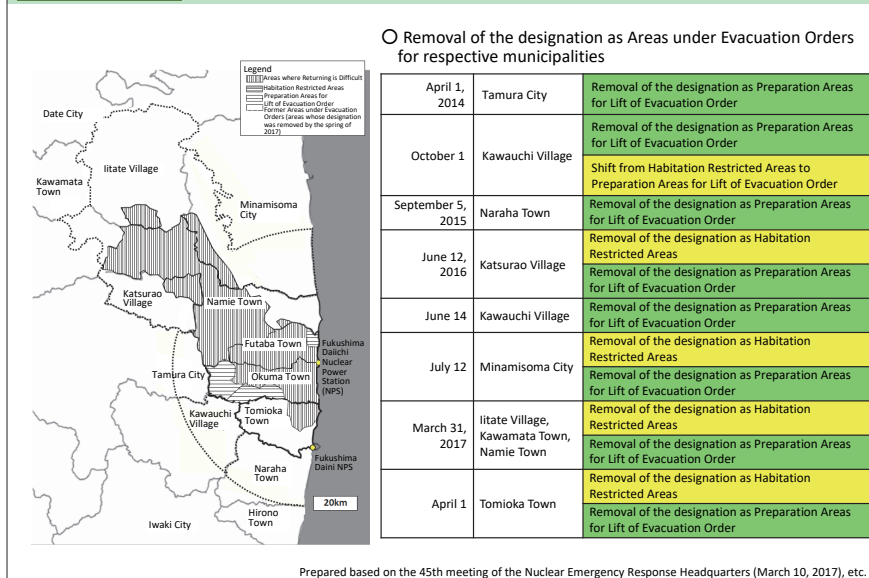 ○ Removal of the designation as Areas under Evacuation Orders
for respective municipalities
Legend
Areas where Returning is Difficult
Habitation Restricted Areas
Preparation Areas for
Lift of Evacuation Order
Former Areas under Evacuation
Orders (areas whose designation
was removed by the spring of
2017)
Date City
Iitate Village
Kawamata
Town
Minamisoma
City
Katsurao
Village
Namie Town
Futaba Town
Fukushima
Daiichi
Nuclear
Power
Station
(NPS)
Tamura City
Okuma Town
Kawauchi
Village
Tomioka
Town
Fukushima
Daini NPS
Naraha
Town
20km
Hirono
Town
Iwaki City
April 1,
2014
Tamura City
Removal of the designation as Preparation Areas
for Lift of Evacuation Order
October 1
Kawauchi Village
Removal of the designation as Preparation Areas
for Lift of Evacuation Order
Shift from Habitation Restricted Areas to
Preparation Areas for Lift of Evacuation Order
September 5,
2015
Naraha Town
Removal of the designation as Preparation Areas
for Lift of Evacuation Order
June 12,
2016
Katsurao Village
Removal of the designation as Habitation
Restricted Areas
Removal of the designation as Preparation Areas
for Lift of Evacuation Order
June 14
Kawauchi Village
Removal of the designation as Preparation Areas
for Lift of Evacuation Order
July 12
Minamisoma City
Removal of the designation as Habitation
Restricted Areas
Removal of the designation as Preparation Areas
for Lift of Evacuation Order
March 31,
2017
Iitate Village,
Kawamata Town,
Namie Town
Removal of the designation as Habitation
Restricted Areas
Removal of the designation as Preparation Areas
for Lift of Evacuation Order
April 1
Tomioka Town
Removal of the designation as Habitation
Restricted Areas
Removal of the designation as Preparation Areas
for Lift of Evacuation Order
Prepared based on the 45th meeting of the Nuclear Emergency Response Headquarters (March 10, 2017), etc.